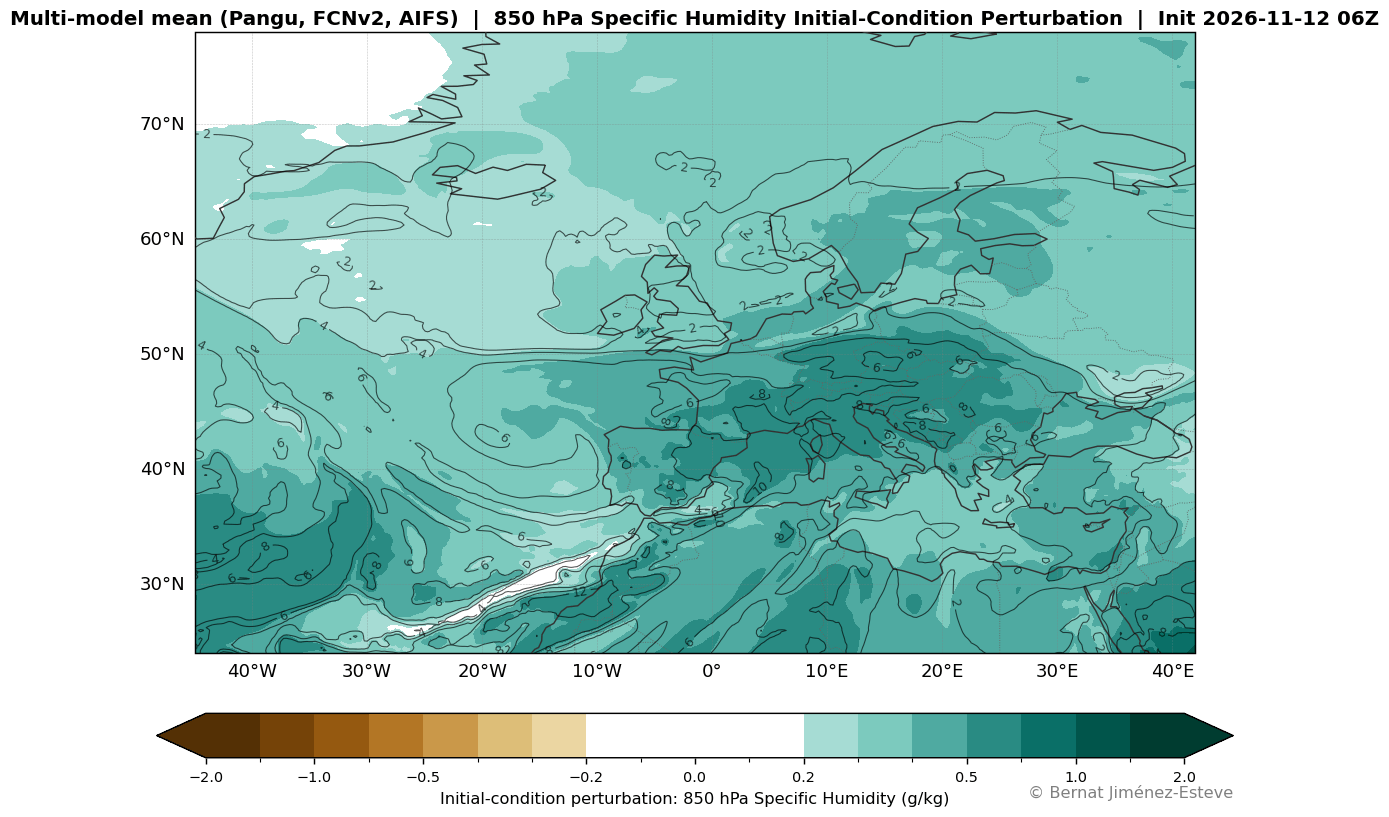 Multi-model mean (Pangu, FCNv2, AIFS) | 850 hPa Specific Humidity Initial-Condition Perturbation | Init 2026-11-12 06Z
70°N
60°N
50°N
40°N
30°N
40°W 30°W 20°W 10°W 0° 10°E 20°E 30°E 40°E
−2.0 −1.0 −0.5 −0.2 0.0 0.2 0.5 1.0 2.0
Initial-condition perturbation: 850 hPa Specific Humidity (g/kg)
© Bernat Jiménez-Esteve